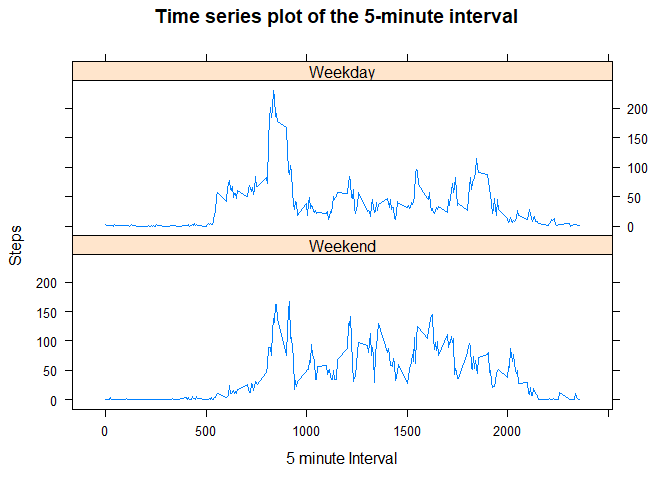 Time series plot of the 5-minute interval
Weekday
200
150
100
50
0
Weekend
200
150
100
50
0
Steps
0 500 1000 1500 2000
5 minute Interval